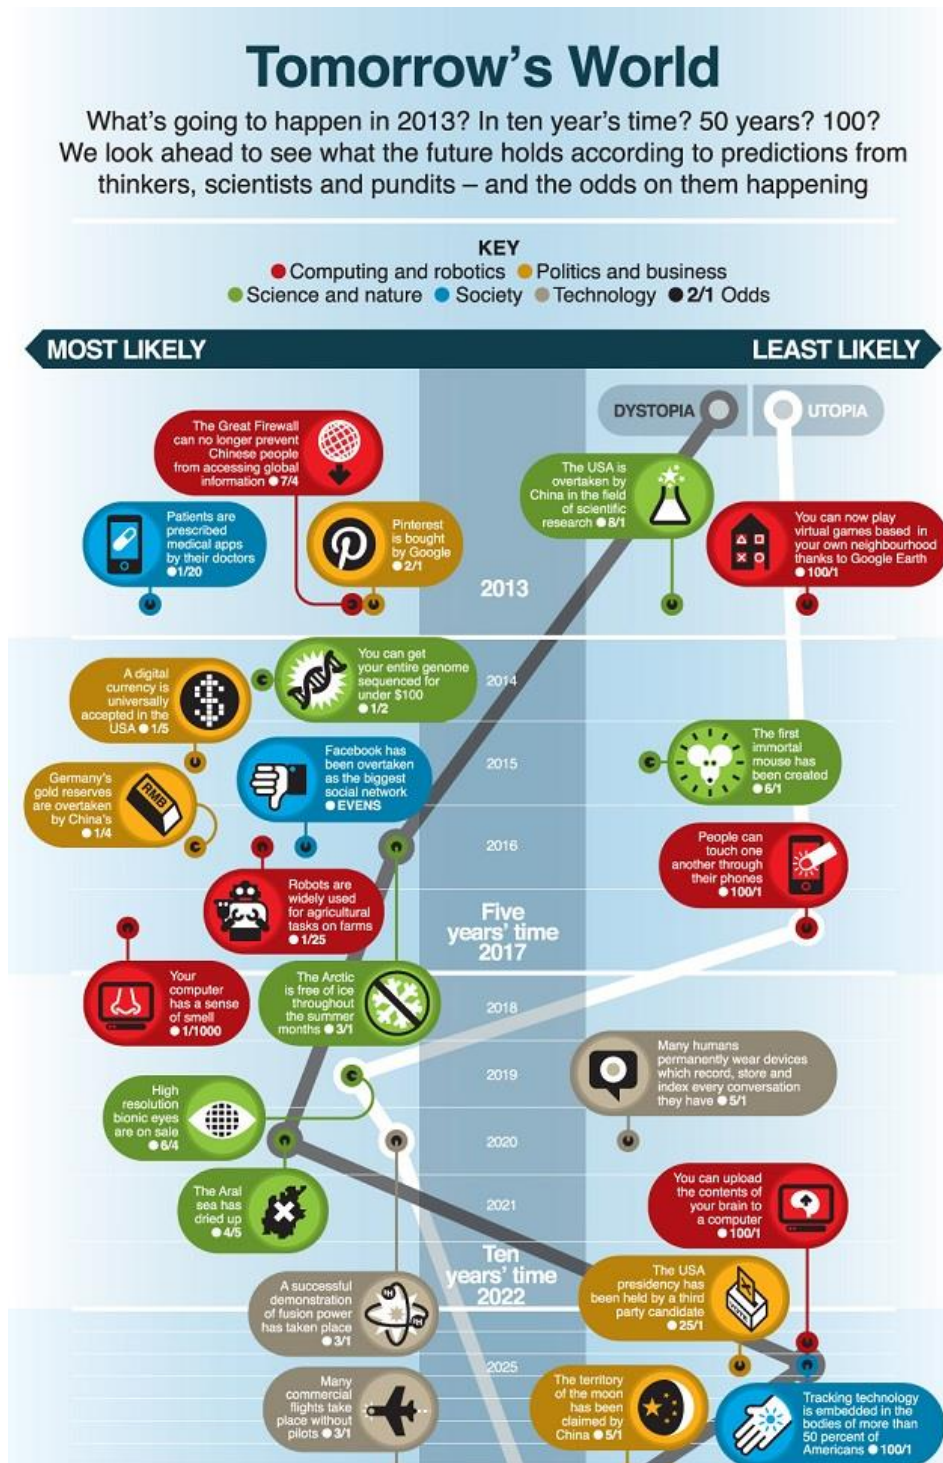 Tomorrow's World
What's going to happen in 2013? In ten year's time? 50 years? 100?
We look ahead to see what the future holds according to predictions from
thinkers, scientists and pundits – and the odds on them happening
KEY
Computing and robotics Politics and business
Science and nature Society Technology 2/1 Odds
MOST LIKELY
LEAST LIKELY
DYSTOPIA
UTOPIA
The Great Firewall
can no longer prevent
Chinese people
from accessing global
information 7/4
Patients are
prescribed
medical apps
by their doctors
1/20
Pinterest
is bought
by Google
2/1
The USA is
overtaken by
China in the field
of scientific
research 8/1
You can now play
virtual games based in
your own neighbourhood
thanks to Google Earth
100/1
2013
A digital
currency is
universally
accepted in the
USA 1/5
You can get
your entire genome
sequenced for
under $100
1/2
2014
Germany's
gold reserves
are overtaken
by China's
1/4
RMB
Facebook has
been overtaken
as the biggest
social network
EVENS
2015
The first
immortal
mouse has
been created
6/1
2016
People can
touch one
another through
their phones
100/1
Robots are
widely used
for agricultural
tasks on farms
1/25
Five
years' time
2017
Your
computer
has a sense
of smell
1/1000
The Arctic
is free of ice
throughout
the summer
months 3/1
2018
Many humans
permanently wear devices
which record, store and
index every conversation
they have 5/1
2019
High
resolution
bionic eyes
are on sale
6/4
2020
The Aral
sea has
dried up
4/5
2021
You can upload
the contents of
your brain to
a computer
100/1
Ten
years' time
2022
A successful
demonstration
of fusion power
has taken place
3/1
The USA
presidency has
been held by a third
party candidate
25/1
VOTE
2025
Many
commercial
flights take
place without
pilots 3/1
The territory
of the moon
has been
claimed by
China 5/1
Tracking technology
is embedded in the
bodies of more than
50 percent of
Americans 100/1